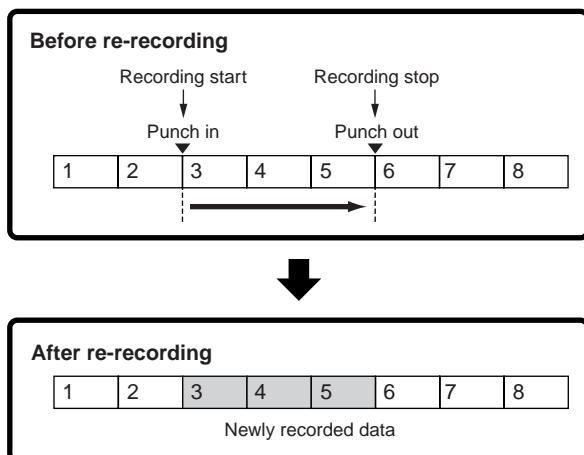 Before re-recording
Recording start Recording stop
Punch in Punch out
1 2 3 4 5 6 7 8
After re-recording
1 2 3 4 5 6 7 8
Newly recorded data